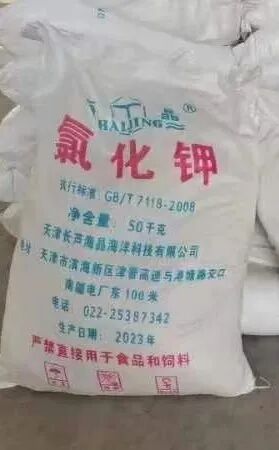 晶 ®
HAIJING
氯化钾
执行标准: GB/T 7118-2008
净含量: 50千克
天津长芦海晶海洋科技有限公司
地址: 天津市滨海新区津晋高速与港塘路交口
南疆电厂东100米
电话: 022-25387342
生产日期: 2023年
严禁直接用于食品和饲料